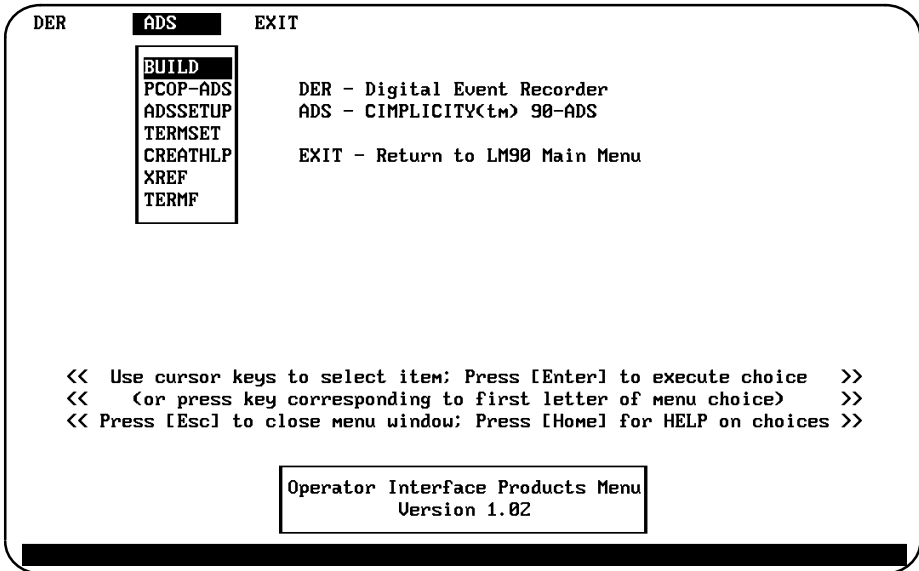 DER ADS EXIT
BUILD
PCOP-ADS DER - Digital Event Recorder
ADSSETUP ADS - CIMPLICITY(tm) 90-ADS
TERMSET
CREATHLP EXIT - Return to LM90 Main Menu
XREF
TERMF
<< Use cursor keys to select item; Press [Enter] to execute choice >>
<< (or press key corresponding to first letter of menu choice) >>
<< Press [Esc] to close menu window; Press [Home] for HELP on choices >>
Operator Interface Products Menu
Version 1.02